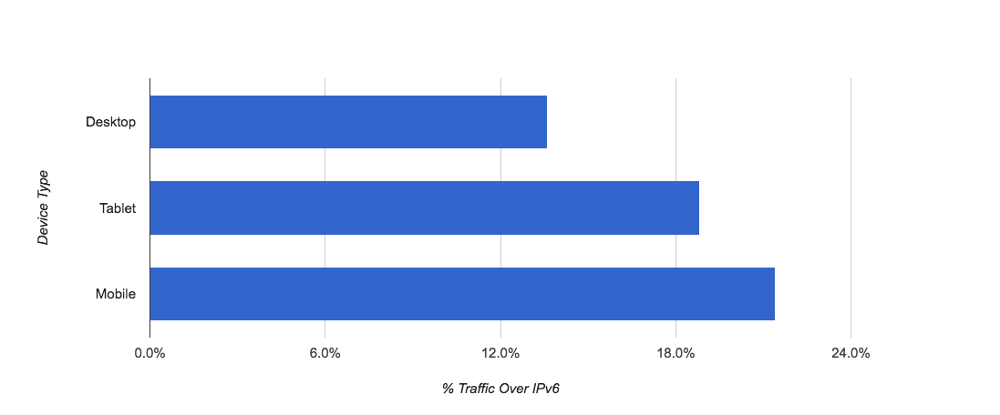 Device Type
Desktop
Tablet
Mobile
0.0% 6.0% 12.0% 18.0% 24.0%
% Traffic Over IPv6